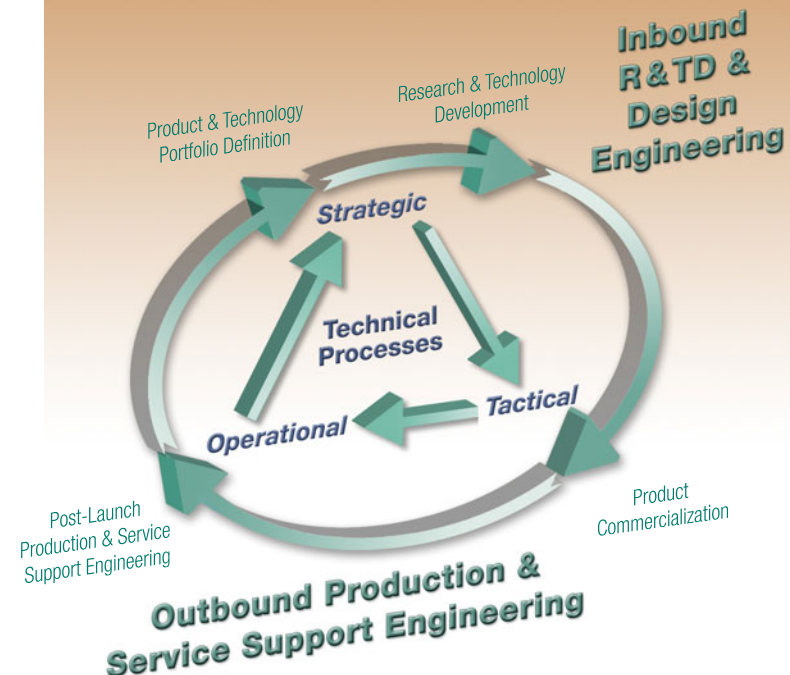 Inbound
R & TD &
Design
Engineering
Research & Technology
Development
Product & Technology
Portfolio Definition
Strategic
Technical
Processes
Tactical
Operational
Product
Commercialization
Post-Launch
Production & Service
Support Engineering
Outbound Production &
Service Support Engineering